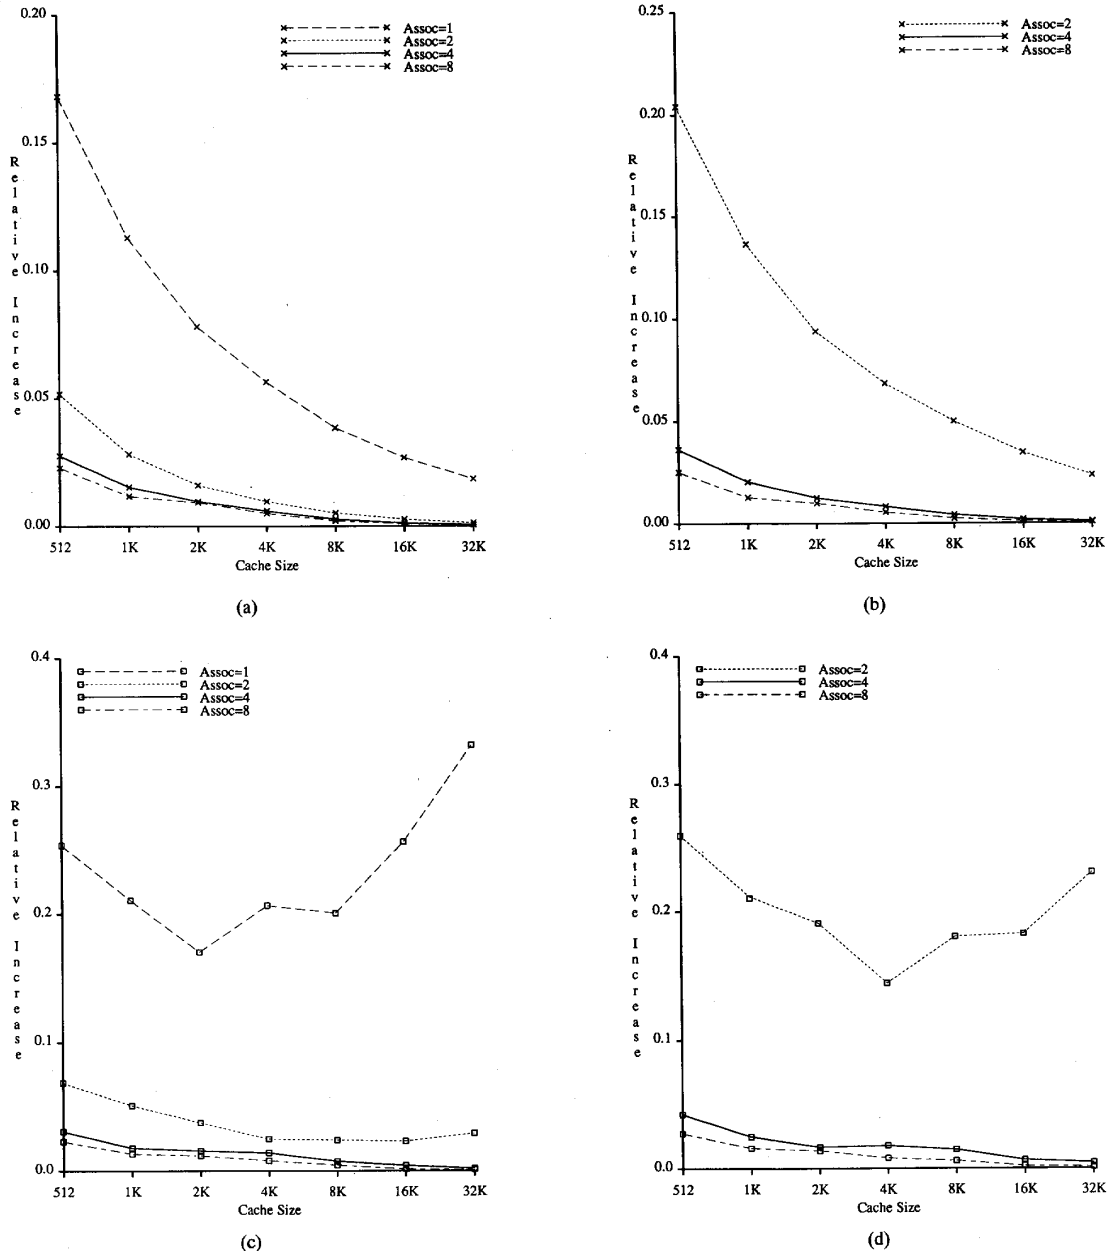 0.20
0.15
0.10
0.05
0.00
Relative Increase
Assoc=1
Assoc=2
Assoc=4
Assoc=8
512 1K 2K 4K 8K 16K 32K
Cache Size
(a)
0.25
0.20
0.15
0.10
0.05
0.00
Relative Increase
Assoc=2
Assoc=4
Assoc=8
512 1K 2K 4K 8K 16K 32K
Cache Size
(b)
0.4
0.3
0.2
0.1
0.0
Relative Increase
Assoc=1
Assoc=2
Assoc=4
Assoc=8
512 1K 2K 4K 8K 16K 32K
Cache Size
(c)
0.4
0.3
0.2
0.1
0.0
Relative Increase
Assoc=2
Assoc=4
Assoc=8
512 1K 2K 4K 8K 16K 32K
Cache Size
(d)